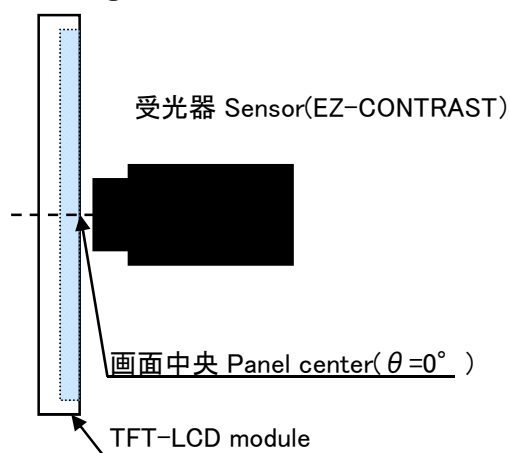 受光器 Sensor(EZ-CONTRAST)
画面中央 Panel center(θ=0°)
TFT-LCD module